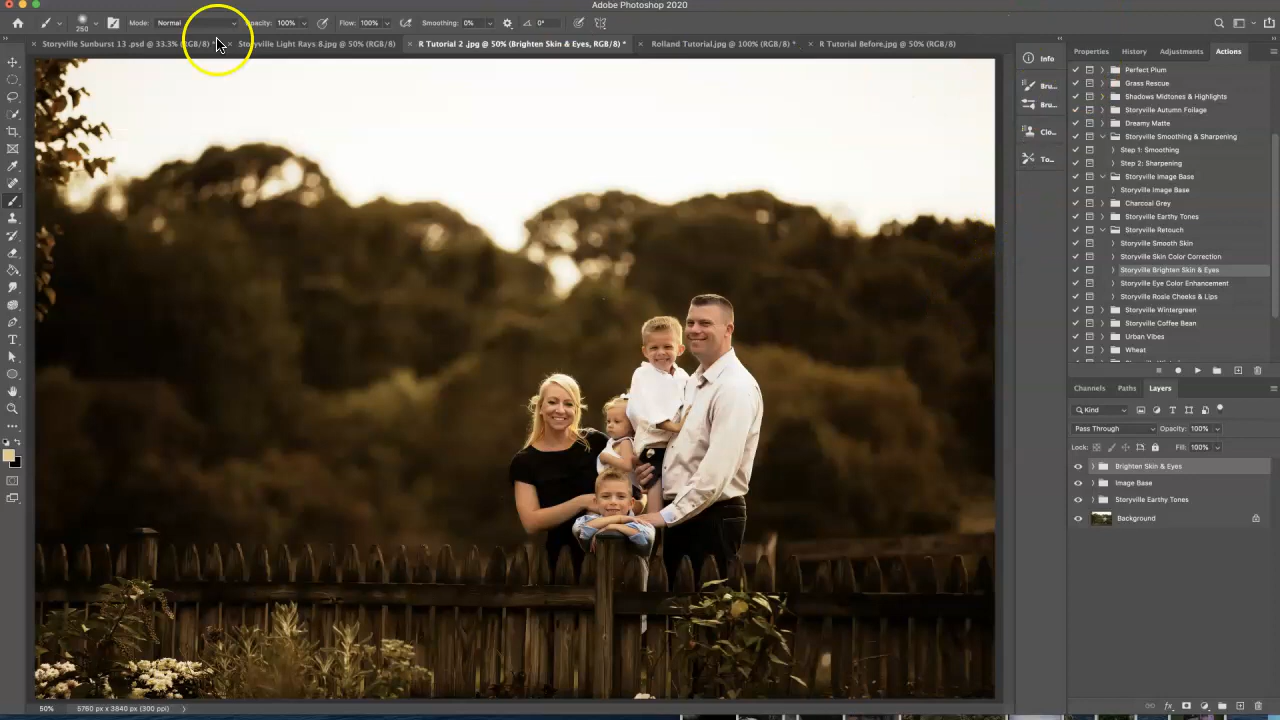 Adobe Photoshop 2020
250 Mode: Normal Opacity: 100% Flow: 100% Smoothing: 0% 0°
Storyville Sunburst 13 .psd @ 33.3% (RGB/8) * Storyville Light Rays 8.jpg @ 50% (RGB/8) R Tutorial 2 .jpg @ 50% (Brighten Skin & Eyes, RGB/8) * Rolland Tutorial.jpg @ 100% (RGB/8) * R Tutorial Before.jpg @ 50% (RGB/8)
Info
Bru...
Bru...
Clo...
To...
Properties History Adjustments Actions
Perfect Plum
Grass Rescue
Shadows Midtones & Highlights
Storyville Autumn Foilage
Dreamy Matte
Storyville Smoothing & Sharpening
Step 1: Smoothing
Step 2: Sharpening
Storyville Image Base
Storyville Image Base
Charcoal Grey
Storyville Earthy Tones
Storyville Retouch
Storyville Smooth Skin
Storyville Skin Color Correction
Storyville Brighten Skin & Eyes
Storyville Eye Color Enhancement
Storyville Rosie Cheeks & Lips
Storyville Wintergreen
Storyville Coffee Bean
Urban Vibes
Wheat
Channels Paths Layers
Kind
Pass Through Opacity: 100%
Lock: Fill: 100%
Brighten Skin & Eyes
Image Base
Storyville Earthy Tones
Background
50% 5760 px x 3840 px (300 ppi)